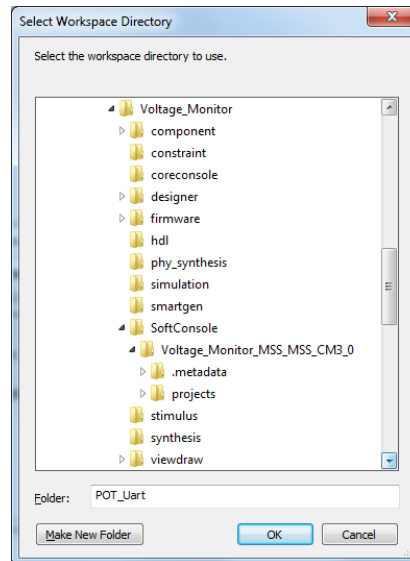 Select Workspace Directory
Select the workspace directory to use.
Voltage_Monitor
component
constraint
coreconsole
designer
firmware
hdl
phy_synthesis
simulation
smartgen
SoftConsole
Voltage_Monitor_MSS_MSS_CM3_0
.metadata
projects
stimulus
synthesis
viewdraw
Folder: POT_Uart
Make New Folder OK Cancel